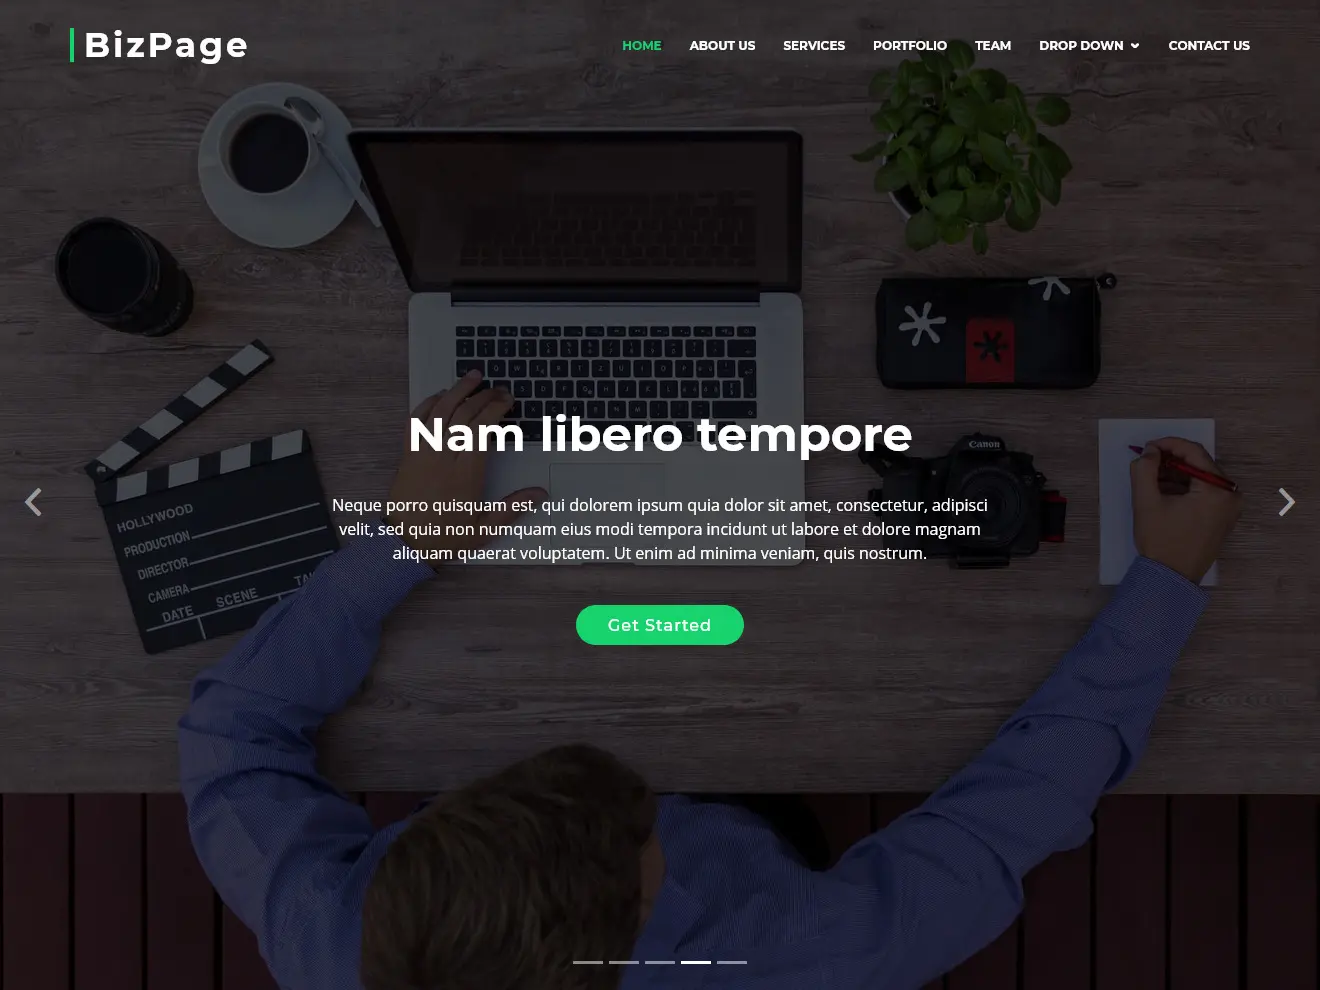 BizPage
HOME ABOUT US SERVICES PORTFOLIO TEAM DROP DOWN CONTACT US
Nam libero tempore
Canon
Neque porro quisquam est, qui dolorem ipsum quia dolor sit amet, consectetur, adipisci
velit, sed quia non numquam eius modi tempora incidunt ut labore et dolore magnam
aliquam quaerat voluptatem. Ut enim ad minima veniam, quis nostrum.
HOLLYWOOD
PRODUCTION
DIRECTOR
CAMERA
DATE SCENE
Get Started